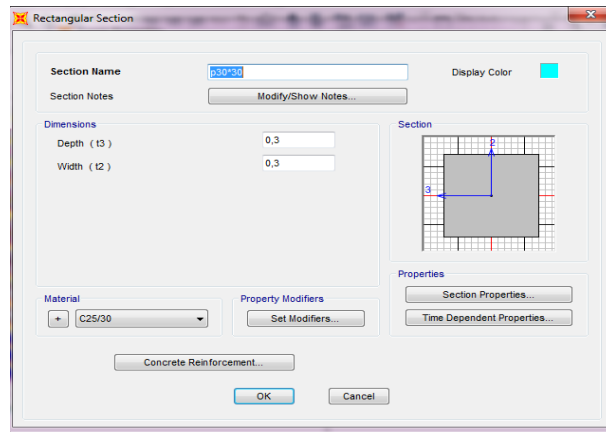 Rectangular Section
Section Name p30*30 Display Color
Section Notes Modify/Show Notes...
Dimensions
Depth ( t3 ) 0,3
Width ( t2 ) 0,3
Section
2
3
Properties
Section Properties...
Time Dependent Properties...
Material
+ C25/30
Property Modifiers
Set Modifiers...
Concrete Reinforcement...
OK Cancel